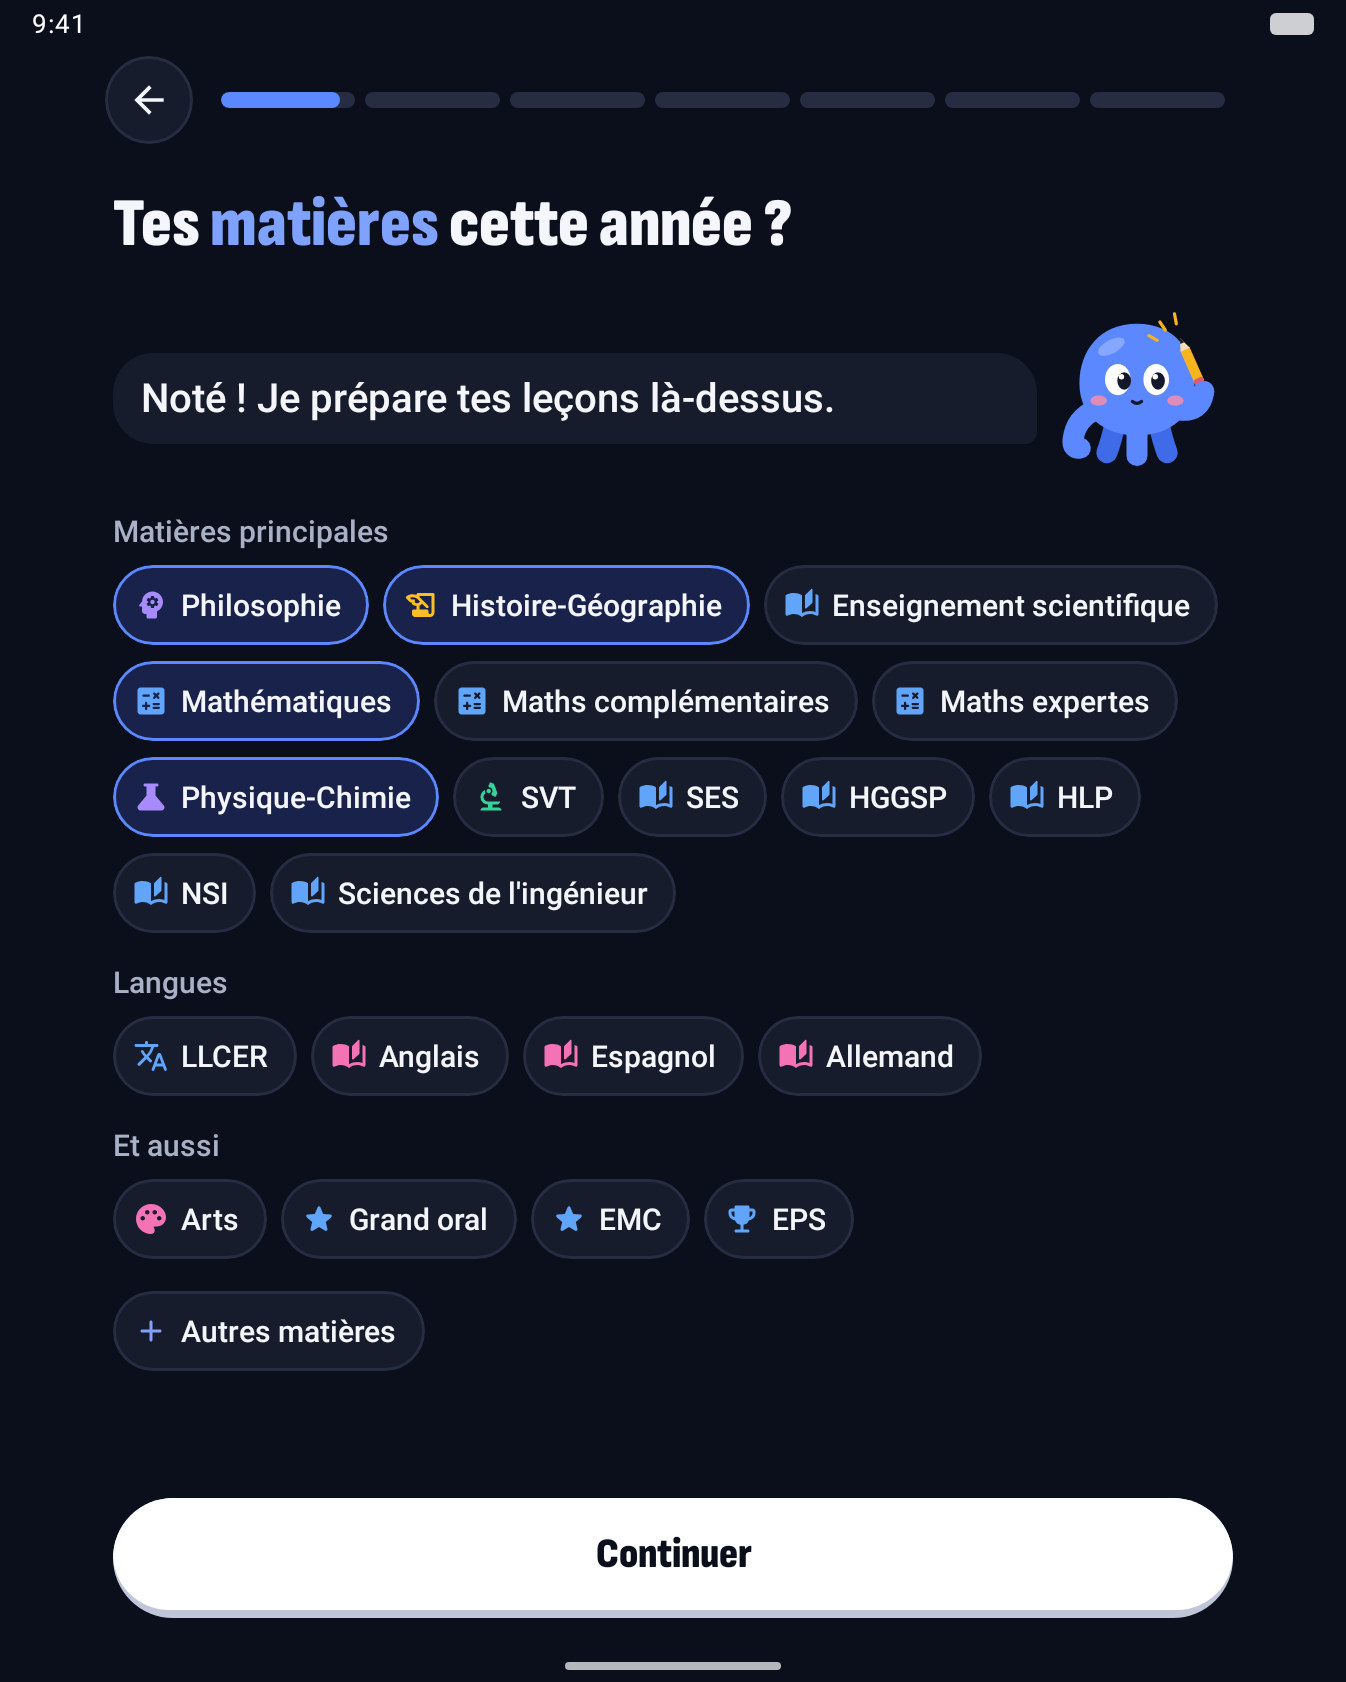 9:41
Tes matières cette année ?
Noté ! Je prépare tes leçons là-dessus.
Matières principales
Philosophie Histoire-Géographie Enseignement scientifique
Mathématiques Maths complémentaires Maths expertes
Physique-Chimie SVT SES HGGSP HLP
NSI Sciences de l'ingénieur
Langues
LLCER Anglais Espagnol Allemand
Et aussi
Arts Grand oral EMC EPS
Autres matières
Continuer